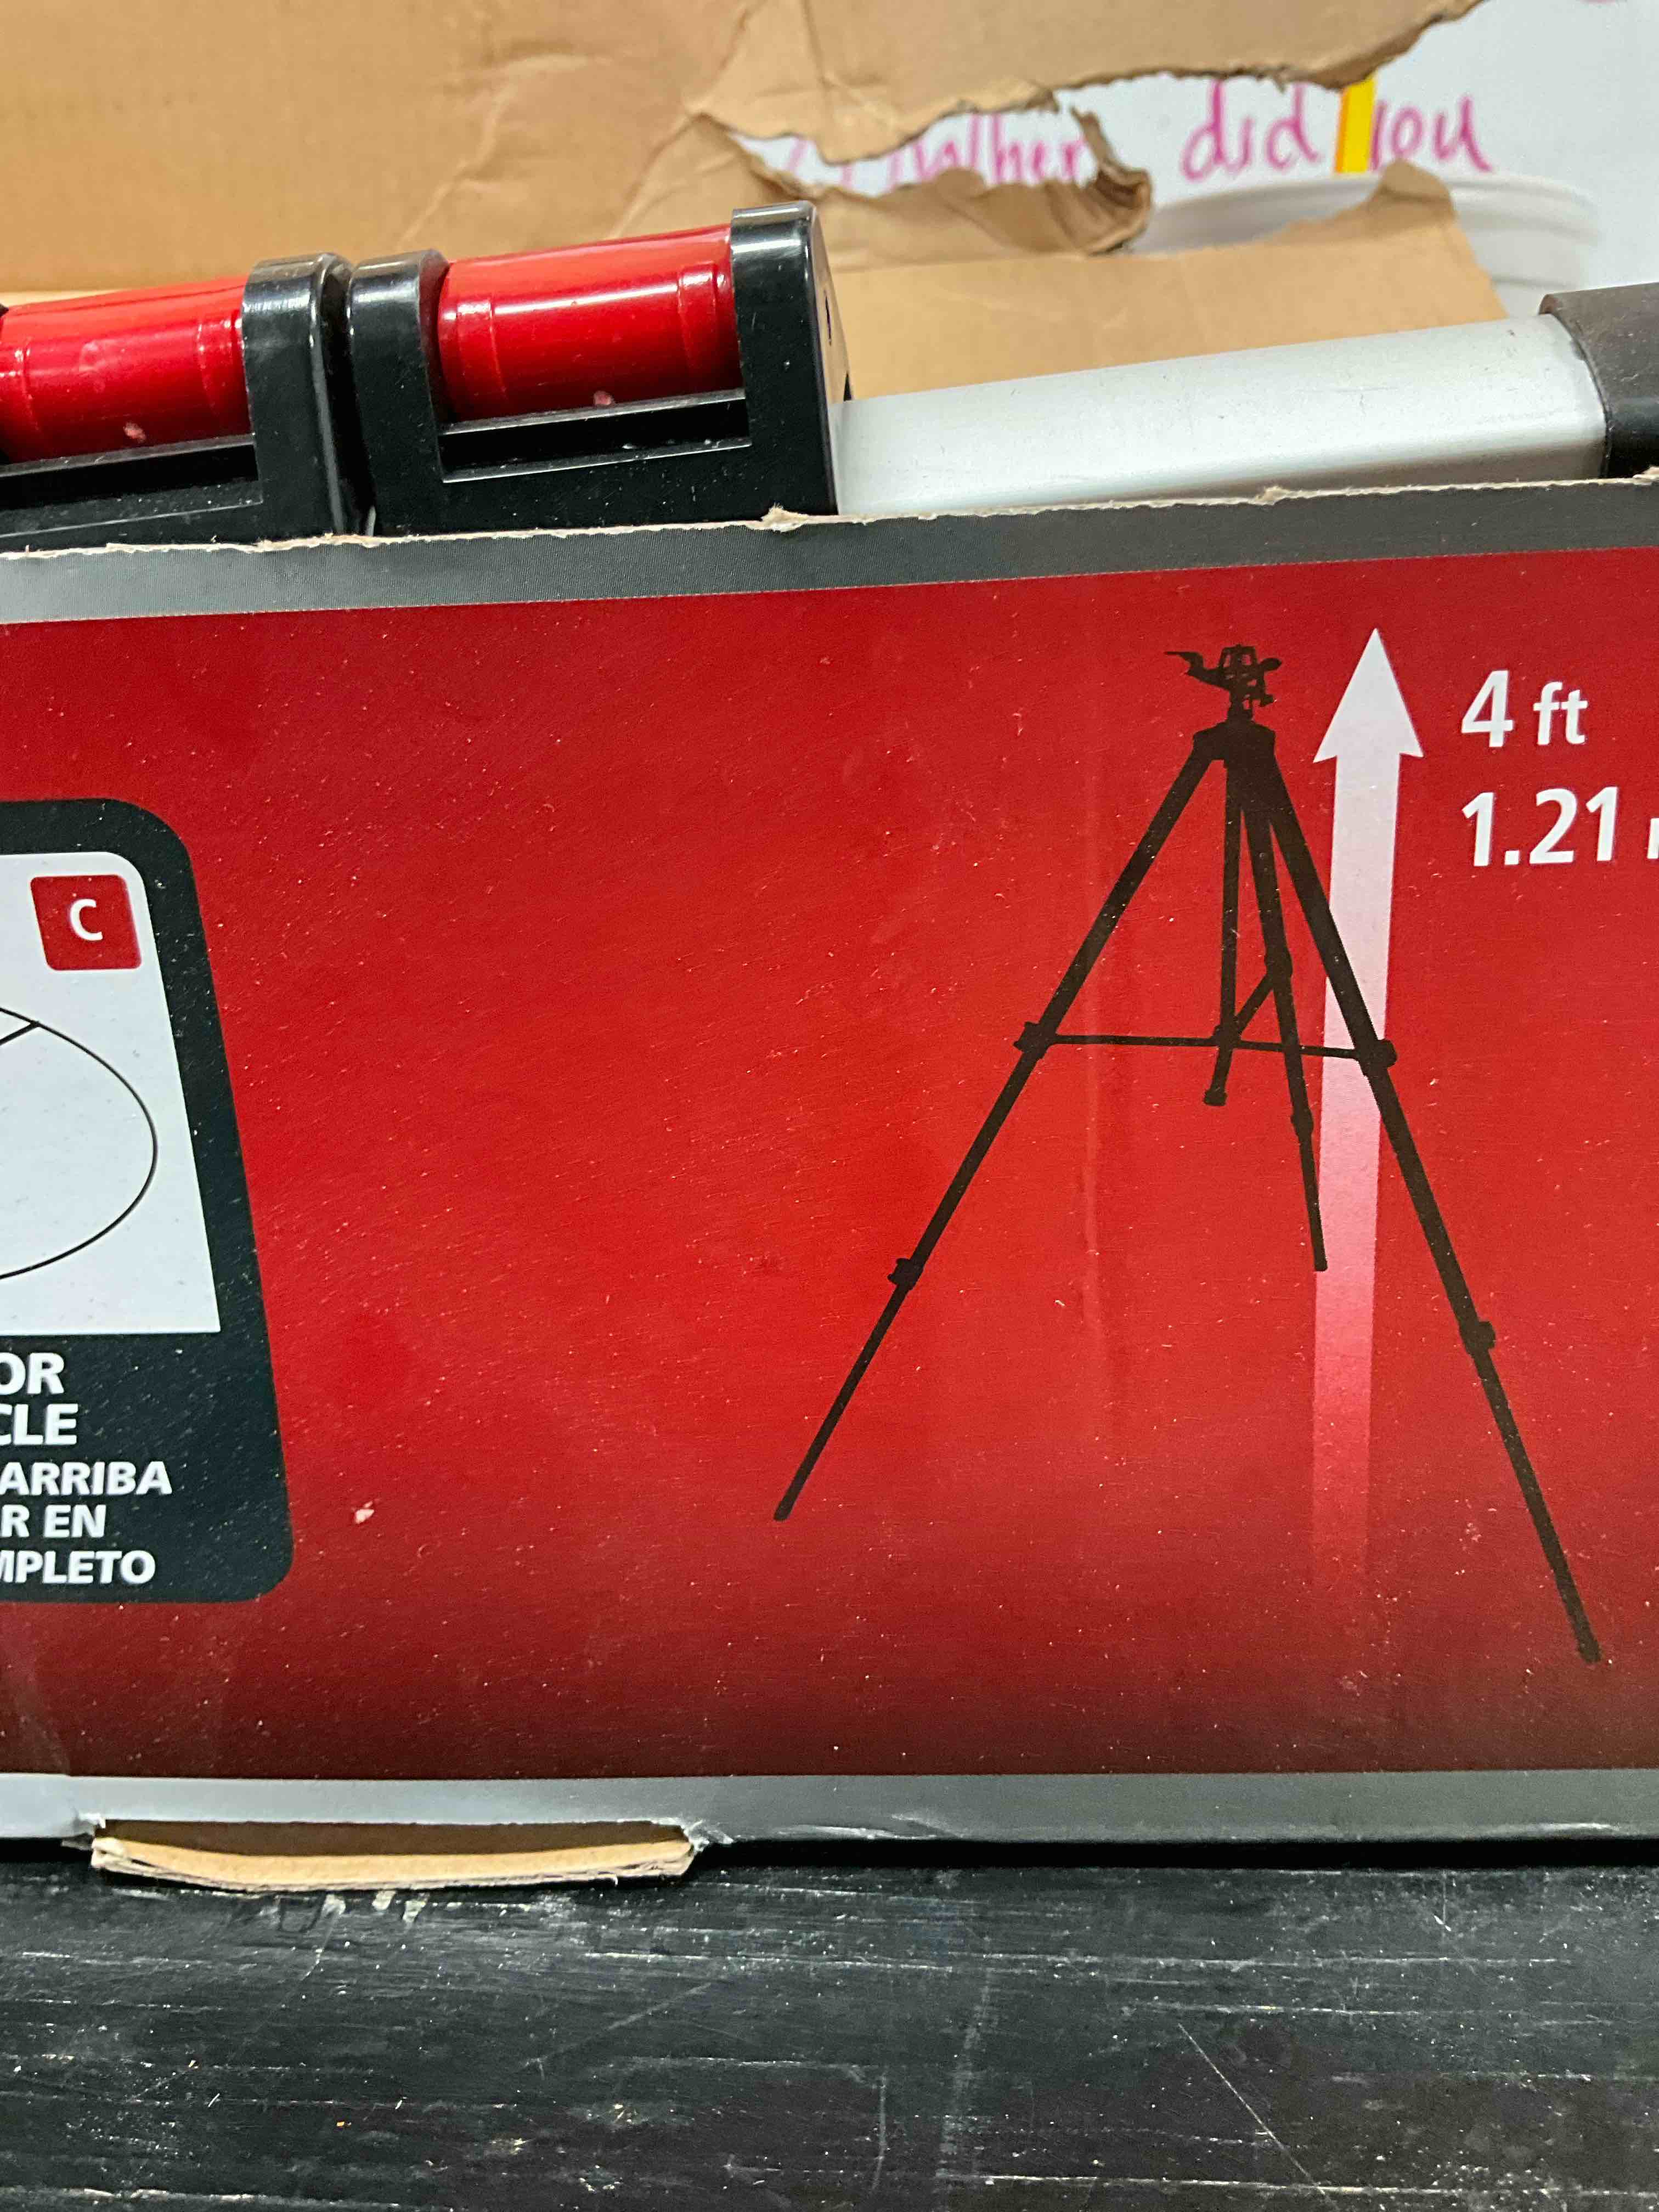 did you
4 ft
1.21
C
OR
CLE
ARRIBA
R EN
MPLETO